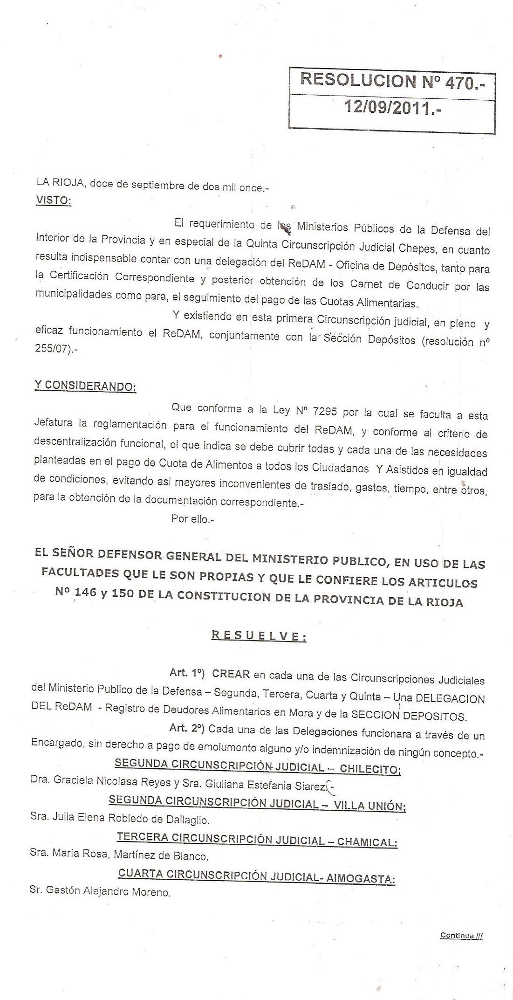 RESOLUCION Nº 470.-
12/09/2011.-
LA RIOJA, doce de septiembre de dos mil once.-
VISTO:
El requerimiento de los Ministerios Públicos de la Defensa del
Interior de la Provincia y en especial de la Quinta Circunscripción Judicial Chepes, en cuanto
resulta indispensable contar con una delegación del ReDAM - Oficina de Depósitos, tanto para
la Certificación Correspondiente y posterior obtención de los Carnet de Conducir por las
municipalidades como para, el seguimiento del pago de las Cuotas Alimentarias.
Y existiendo en esta primera Circunscripción judicial, en pleno y
eficaz funcionamiento el ReDAM, conjuntamente con la Sección Depósitos (resolución nº
255/07).-
Y CONSIDERANDO:
Que conforme a la Ley Nº 7295 por la cual se faculta a esta
Jefatura la reglamentación para el funcionamiento del ReDAM, y conforme al criterio de
descentralización funcional, el que indica se debe cubrir todas y cada una de las necesidades
planteadas en el pago de Cuota de Alimentos a todos los Ciudadanos Y Asistidos en igualdad
de condiciones, evitando asi mayores inconvenientes de traslado, gastos, tiempo, entre otros,
para la obtención de la documentación correspondiente.-
Por ello.-
EL SEÑOR DEFENSOR GENERAL DEL MINISTERIO PUBLICO, EN USO DE LAS
FACULTADES QUE LE SON PROPIAS Y QUE LE CONFIERE LOS ARTICULOS
Nº 146 y 150 DE LA CONSTITUCION DE LA PROVINCIA DE LA RIOJA
R E S U E L V E :
Art. 1º) CREAR en cada una de las Circunscripciones Judiciales
del Ministerio Publico de la Defensa – Segunda, Tercera, Cuarta y Quinta – Una DELEGACION
DEL ReDAM - Registro de Deudores Alimentarios en Mora y de la SECCION DEPOSITOS.
Art. 2º) Cada una de las Delegaciones funcionara a través de un
Encargado, sin derecho a pago de emolumento alguno y/o indemnización de ningún concepto.-
SEGUNDA CIRCUNSCRIPCIÓN JUDICIAL – CHILECITO:
Dra. Graciela Nicolasa Reyes y Sra. Giuliana Estefania Siarez.-
SEGUNDA CIRCUNSCRIPCIÓN JUDICIAL – VILLA UNIÓN:
Sra. Julia Elena Robledo de Dallaglio.
TERCERA CIRCUNSCRIPCIÓN JUDICIAL – CHAMICAL:
Sra. María Rosa, Martínez de Blanco.
CUARTA CIRCUNSCRIPCIÓN JUDICIAL- AIMOGASTA:
Sr. Gastón Alejandro Moreno.
Continua ///